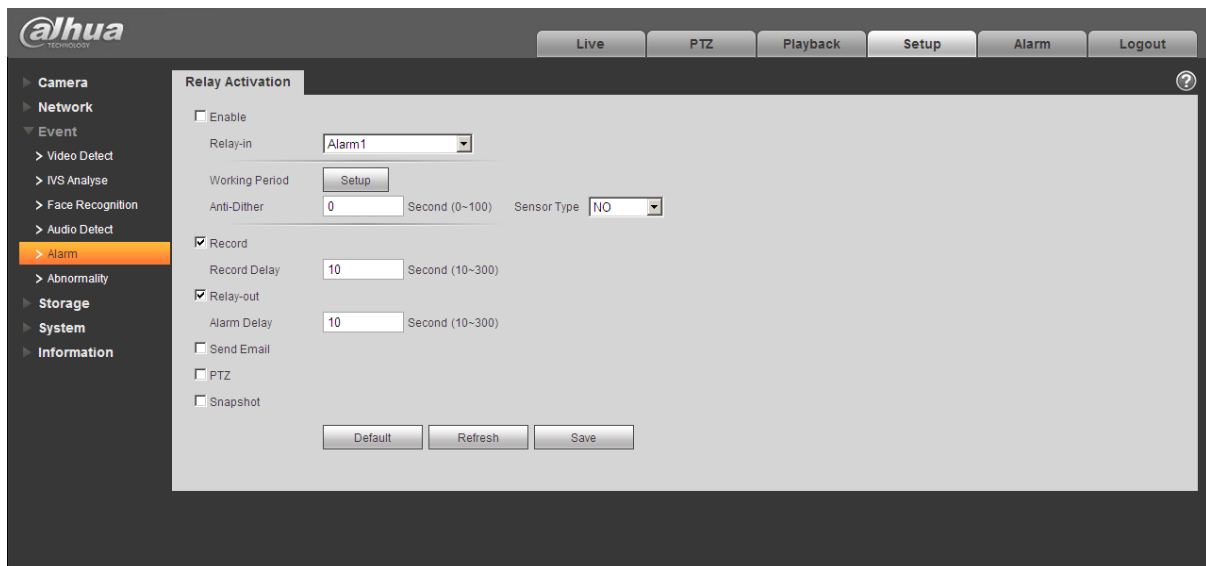 alhua
TECHNOLOGY
Live PTZ Playback Setup Alarm Logout
Camera
Network
Event
> Video Detect
> IVS Analyse
> Face Recognition
> Audio Detect
> Alarm
> Abnormality
Storage
System
Information
Relay Activation
?
Enable
Relay-in Alarm1
Working Period Setup
Anti-Dither 0 Second (0~100) Sensor Type NO
Record
Record Delay 10 Second (10~300)
Relay-out
Alarm Delay 10 Second (10~300)
Send Email
PTZ
Snapshot
Default Refresh Save